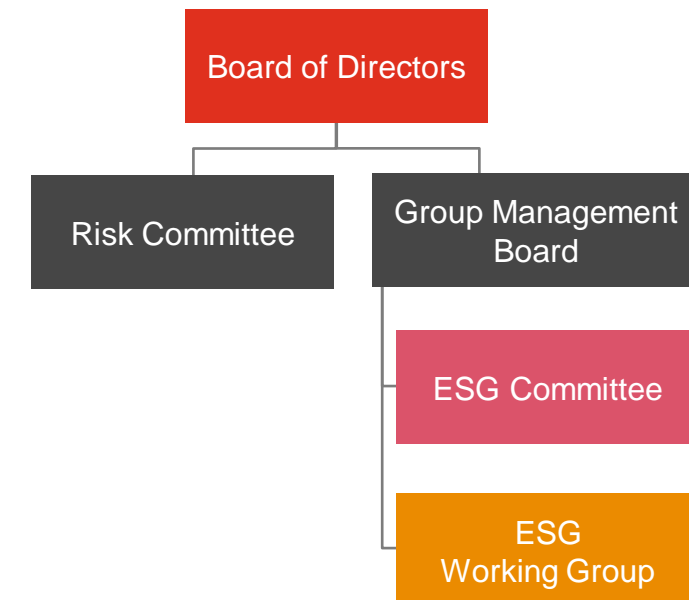 Board of Directors
Risk Committee
Group Management
Board
ESG Committee
ESG
Working Group